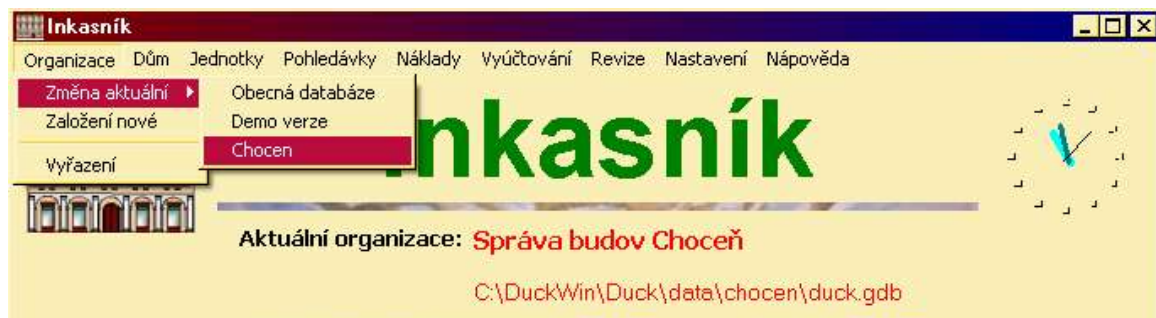 Inkasník
Organizace Dům Jednotky Pohledávky Náklady Vyúčtování Revize Nastavení Nápověda
Změna aktuální
Založení nové
Vyřazení
Obecná databáze
Demo verze
Chocen
Inkasník
Aktuální organizace: Správa budov Choceň
C:\DuckWin\Duck\data\chocen\duck.gdb